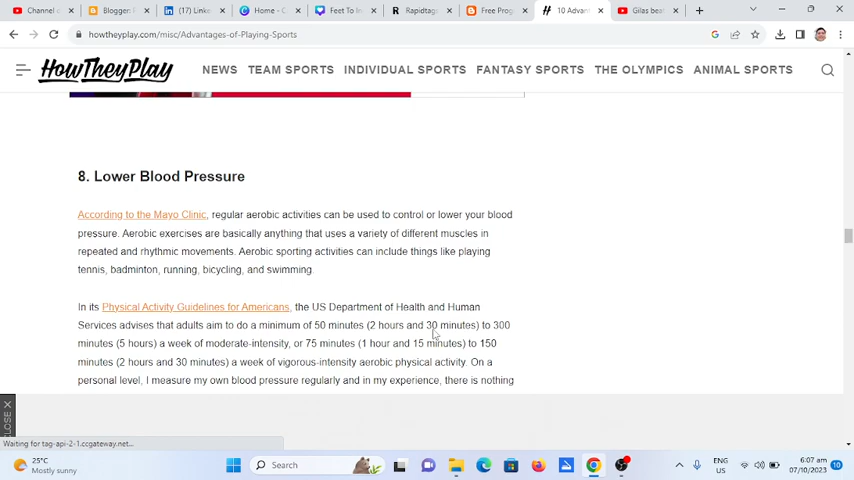 Channel d
Bloggen F
(17) Linke
Home - C
Feet To In
Rapidtags
Free Prog
10 Advan
Gilas beat
howtheyplay.com/misc/Advantages-of-Playing-Sports
HOWTHEYPLAY
NEWS TEAM SPORTS INDIVIDUAL SPORTS FANTASY SPORTS THE OLYMPICS ANIMAL SPORTS
8. Lower Blood Pressure
According to the Mayo Clinic, regular aerobic activities can be used to control or lower your blood
pressure. Aerobic exercises are basically anything that uses a variety of different muscles in
repeated and rhythmic movements. Aerobic sporting activities can include things like playing
tennis, badminton, running, bicycling, and swimming.
In its Physical Activity Guidelines for Americans, the US Department of Health and Human
Services advises that adults aim to do a minimum of 50 minutes (2 hours and 30 minutes) to 300
minutes (5 hours) a week of moderate-intensity, or 75 minutes (1 hour and 15 minutes) to 150
minutes (2 hours and 30 minutes) a week of vigorous-intensity aerobic physical activity. On a
personal level, I measure my own blood pressure regularly and in my experience, there is nothing
CLOSE
Waiting for tag-api-2-1.ccgateway.net...
25°C
Mostly sunny
Search
ENG
US
6:07 am
07/10/2023
10